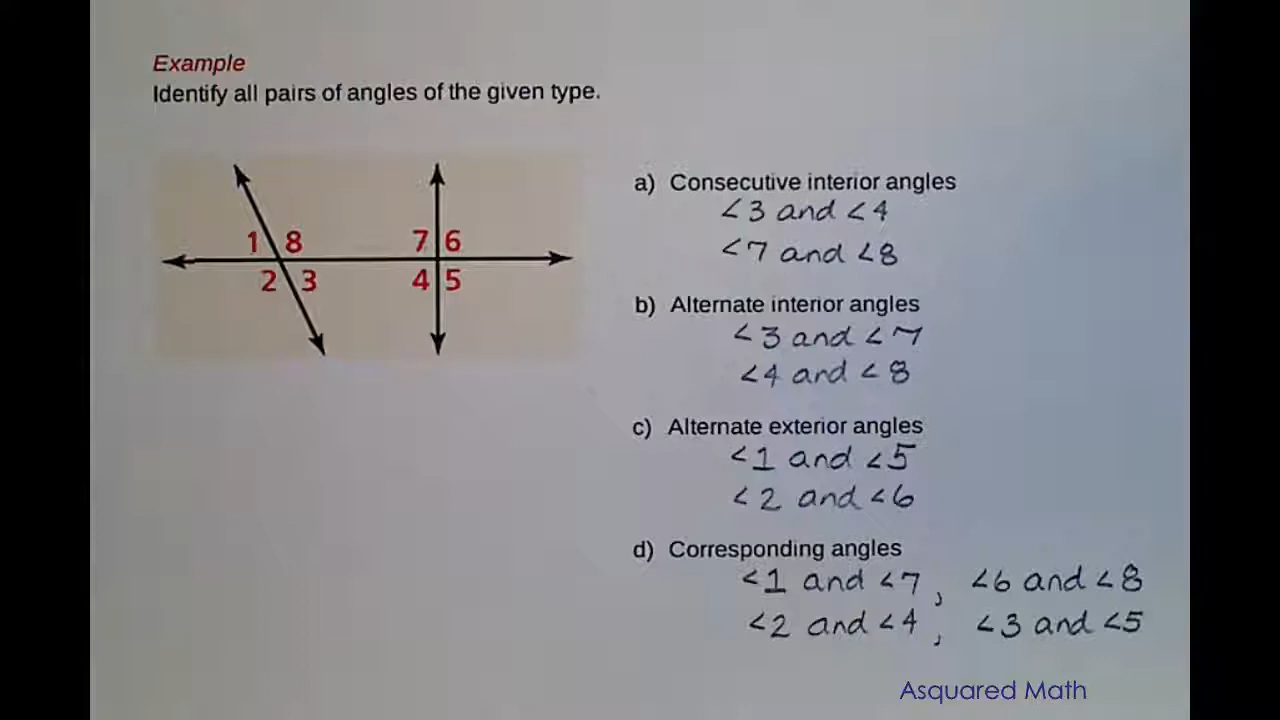 Example
Identify all pairs of angles of the given type.
1 8 7 6
2 3 4 5
a) Consecutive interior angles
<3 and <4
<7 and <8
b) Alternate interior angles
<3 and <7
<4 and <8
c) Alternate exterior angles
<1 and <5
<2 and <6
d) Corresponding angles
<1 and <7, <6 and <8
<2 and <4, <3 and <5
Asquared Math